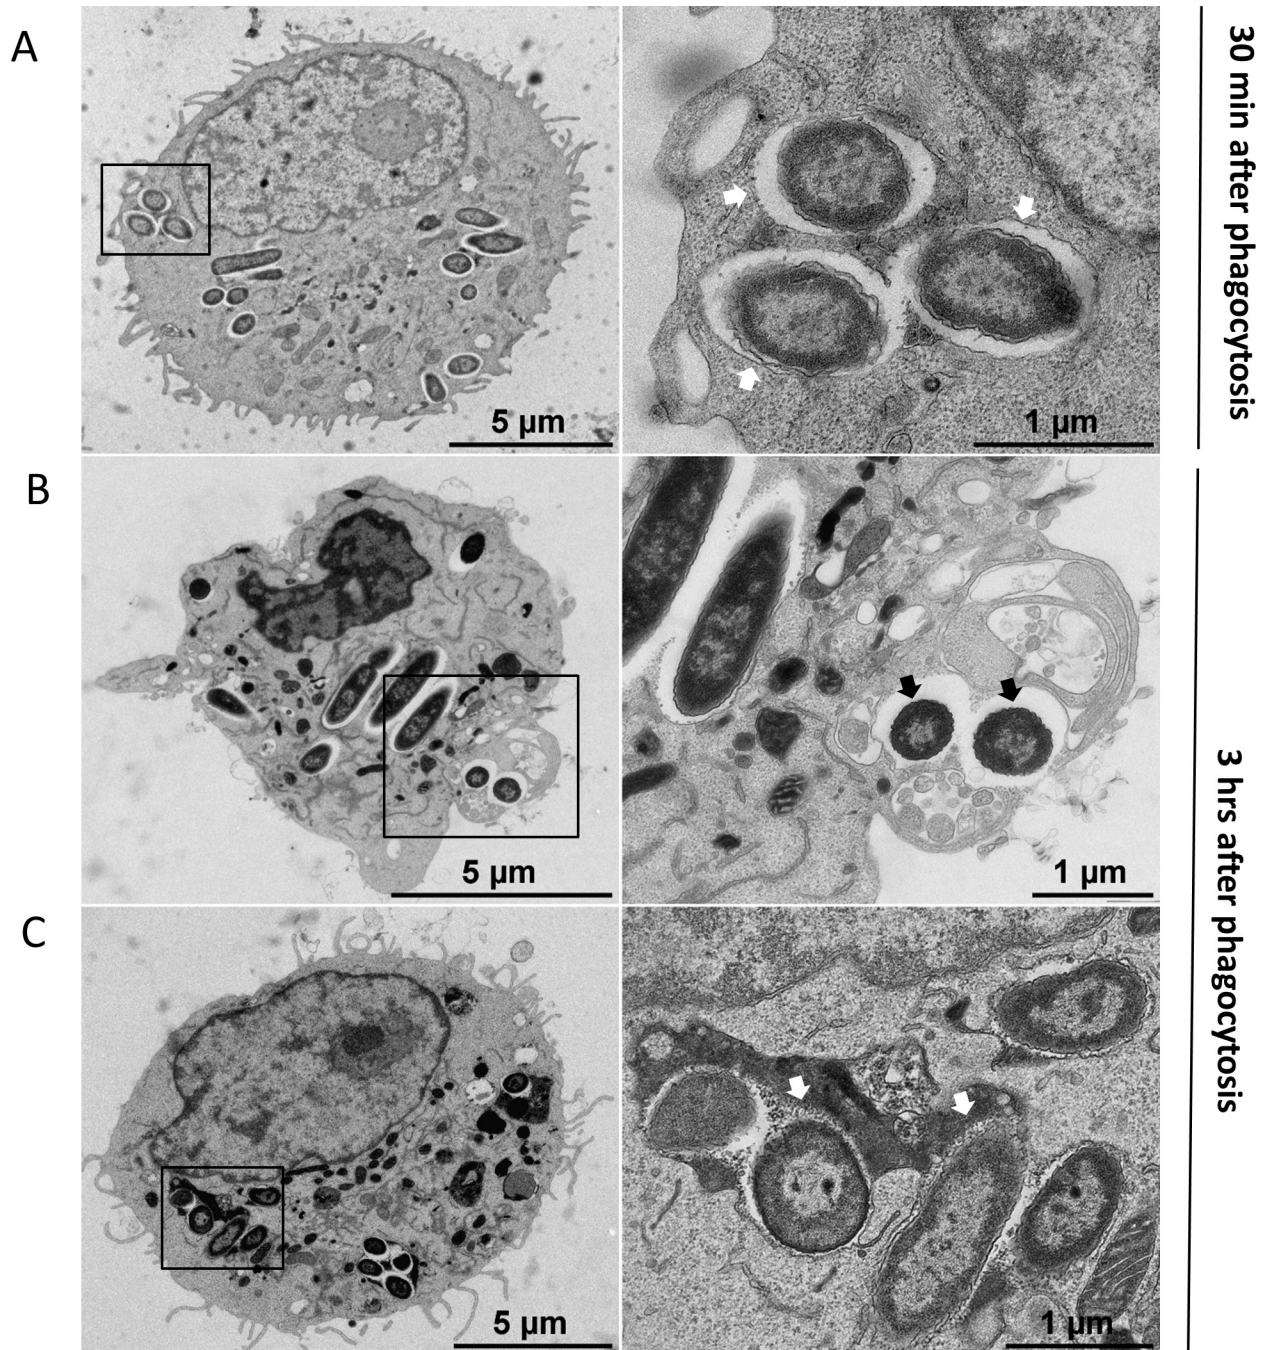 A
5 µm
1 µm
30 min after phagocytosis
B
5 µm
1 µm
C
5 µm
1 µm
3 hrs after phagocytosis